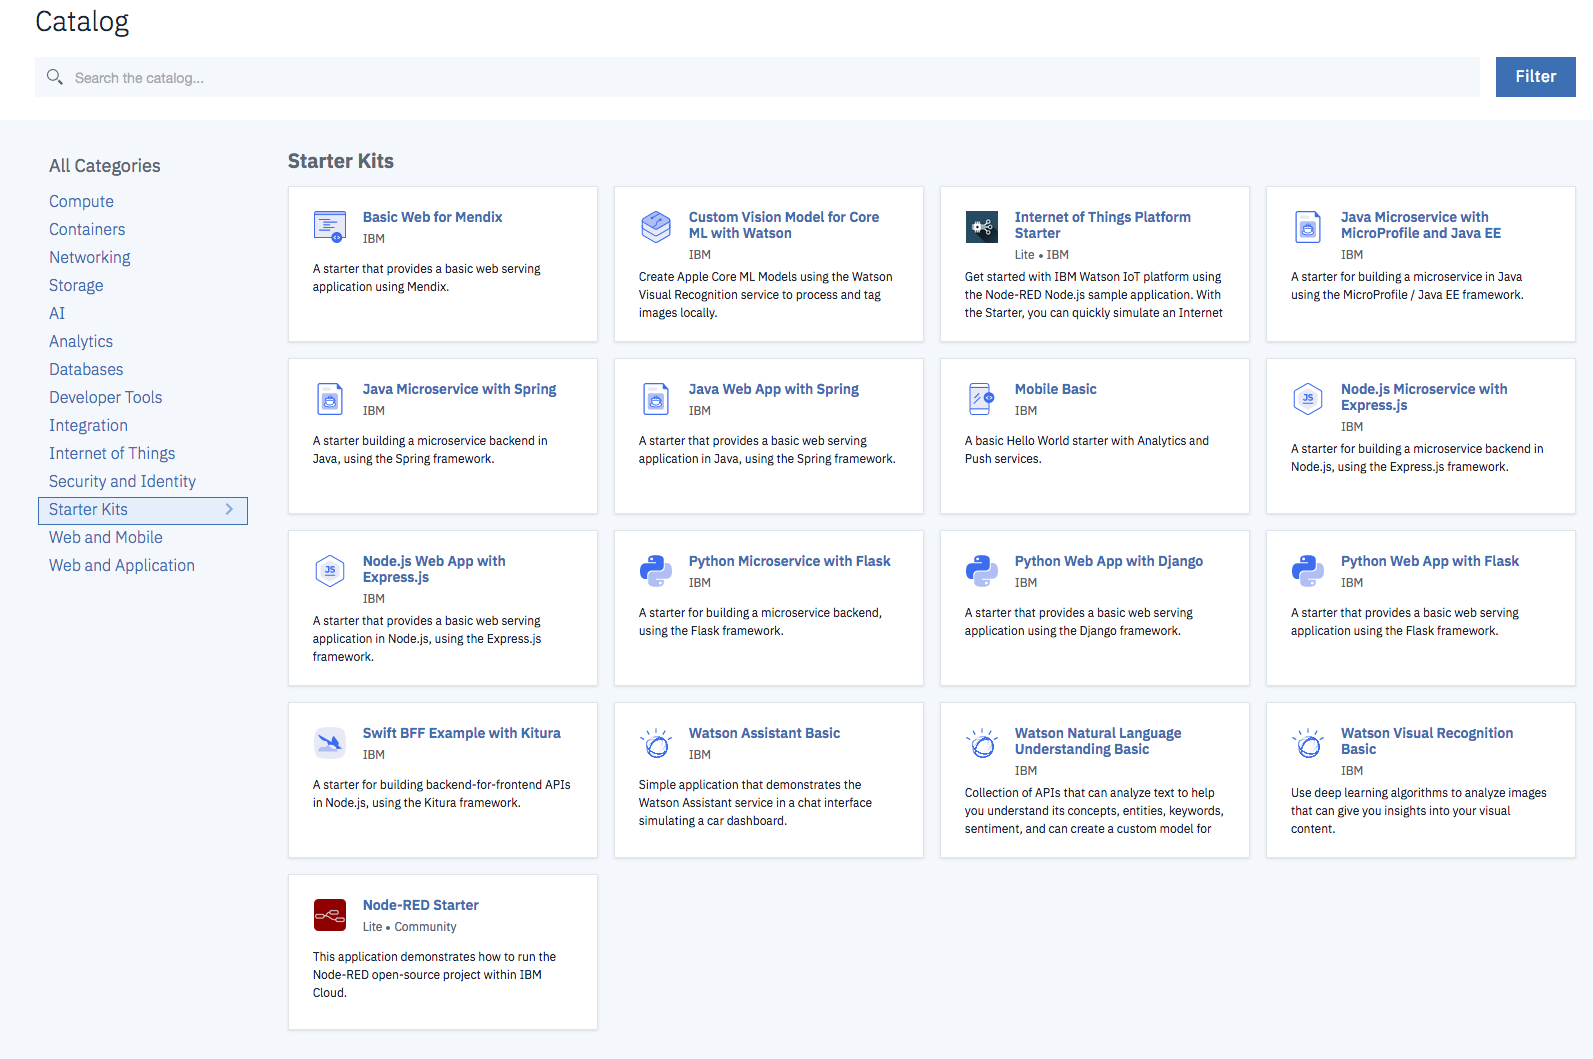 Catalog
Search the catalog...
Filter
All Categories
Compute
Containers
Networking
Storage
AI
Analytics
Databases
Developer Tools
Integration
Internet of Things
Security and Identity
Starter Kits
Web and Mobile
Web and Application
Starter Kits
Basic Web for Mendix
IBM
A starter that provides a basic web serving
application using Mendix.
Custom Vision Model for Core
ML with Watson
IBM
Create Apple Core ML Models using the Watson
Visual Recognition service to process and tag
images locally.
Internet of Things Platform
Starter
Lite • IBM
Get started with IBM Watson IoT platform using
the Node-RED Node.js sample application. With
the Starter, you can quickly simulate an Internet
Java Microservice with
MicroProfile and Java EE
IBM
A starter for building a microservice in Java
using the MicroProfile / Java EE framework.
Java Microservice with Spring
IBM
A starter building a microservice backend in
Java, using the Spring framework.
Java Web App with Spring
IBM
A starter that provides a basic web serving
application in Java, using the Spring framework.
Mobile Basic
IBM
A basic Hello World starter with Analytics and
Push services.
JS
Node.js Microservice with
Express.js
IBM
A starter for building a microservice backend in
Node.js, using the Express.js framework.
JS
Node.js Web App with
Express.js
IBM
A starter that provides a basic web serving
application in Node.js, using the Express.js
framework.
Python Microservice with Flask
IBM
A starter for building a microservice backend,
using the Flask framework.
Python Web App with Django
IBM
A starter that provides a basic web serving
application using the Django framework.
Python Web App with Flask
IBM
A starter that provides a basic web serving
application using the Flask framework.
Swift BFF Example with Kitura
IBM
A starter for building backend-for-frontend APIs
in Node.js, using the Kitura framework.
Watson Assistant Basic
IBM
Simple application that demonstrates the
Watson Assistant service in a chat interface
simulating a car dashboard.
Watson Natural Language
Understanding Basic
IBM
Collection of APIs that can analyze text to help
you understand its concepts, entities, keywords,
sentiment, and can create a custom model for
Watson Visual Recognition
Basic
IBM
Use deep learning algorithms to analyze images
that can give you insights into your visual
content.
Node-RED Starter
Lite • Community
This application demonstrates how to run the
Node-RED open-source project within IBM
Cloud.